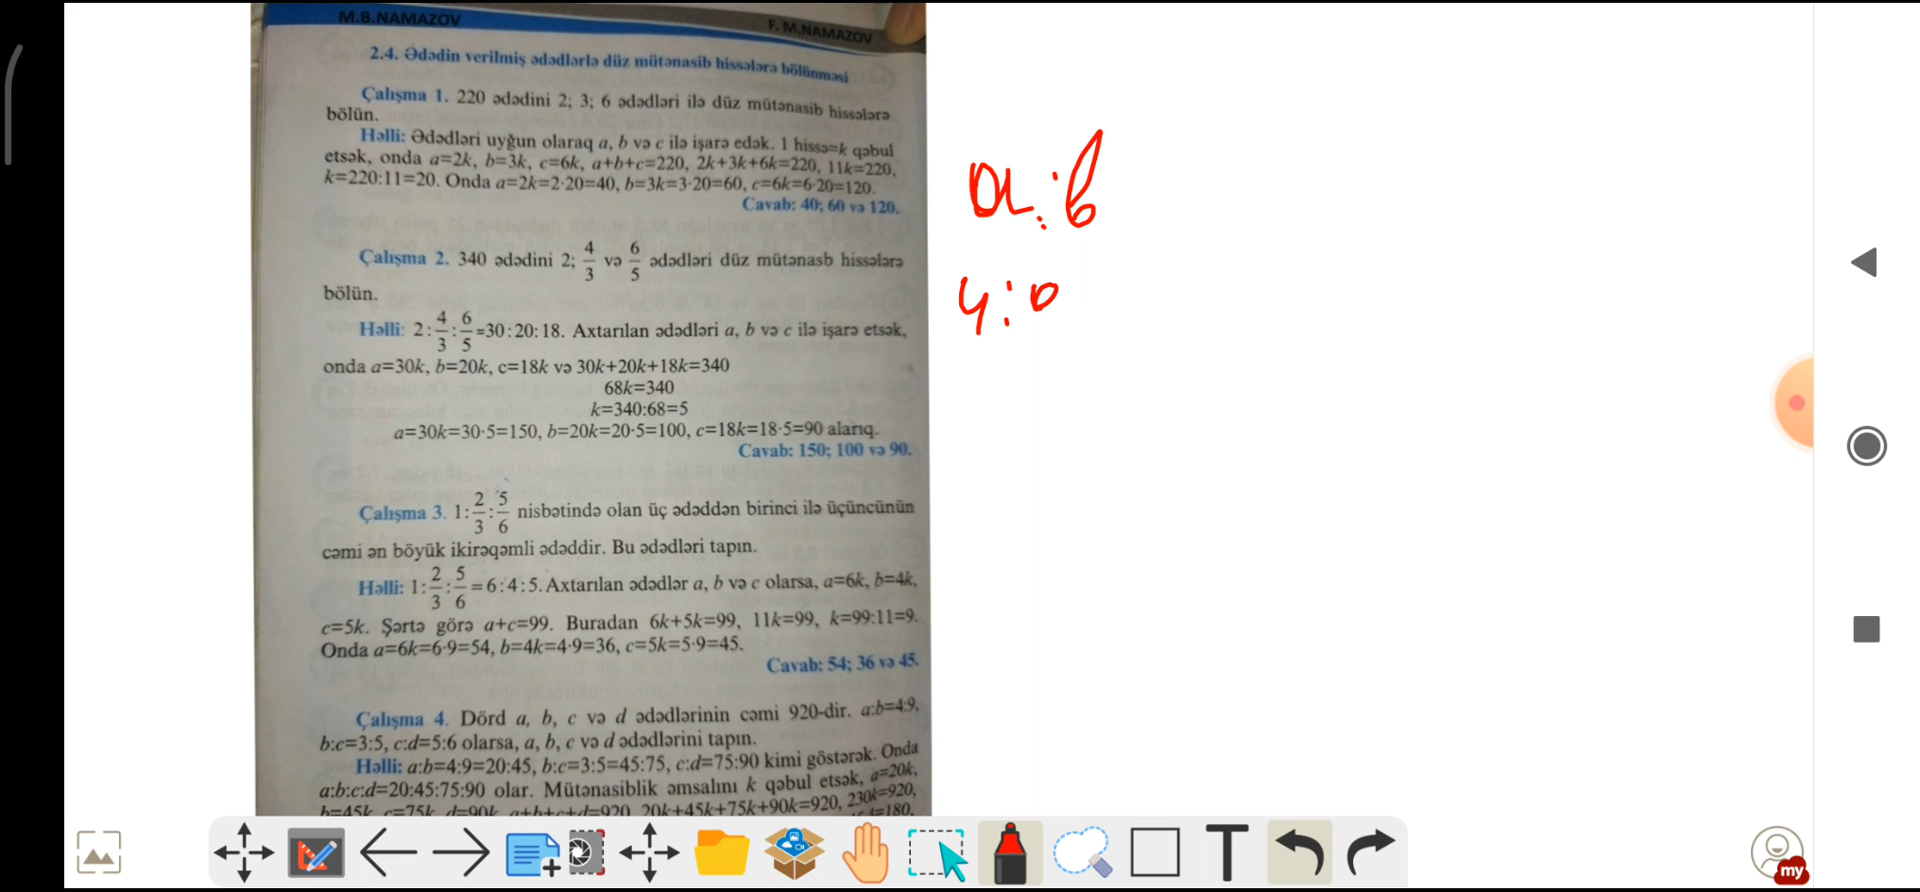 M.B.NAMAZOV
F. M.NAMAZOV
2.4. Ədədin verilmiş ədədlərlə düz mütənasib hissələrə bölünməsi
Çalışma 1. 220 ədədini 2; 3; 6 ədədləri ilə düz mütənasib hissələrə
bölün.
Həlli: Ədədləri uyğun olaraq a, b və c ilə işarə edək. 1 hissə=k qəbul
etsək, onda a=2k, b=3k, c=6k, a+b+c=220, 2k+3k+6k=220, 11k=220,
k=220:11=20. Onda a=2k=2·20=40, b=3k=3·20=60, c=6k=6·20=120.
Cavab: 40; 60 və 120.
Çalışma 2. 340 ədədini 2; 4/3 və 6/5 ədədləri düz mütənasb hissələrə
bölün.
Həlli: 2:4/3:6/5=30:20:18. Axtarılan ədədləri a, b və c ilə işarə etsək,
onda a=30k, b=20k, c=18k və 30k+20k+18k=340
68k=340
k=340:68=5
a=30k=30·5=150, b=20k=20·5=100, c=18k=18·5=90 alarıq.
Cavab: 150; 100 və 90.
Çalışma 3. 1:2/3:5/6 nisbətində olan üç ədəddən birinci ilə üçüncünün
cəmi ən böyük ikirəqəmli ədəddir. Bu ədədləri tapın.
Həlli: 1:2/3:5/6=6:4:5. Axtarılan ədədlər a, b və c olarsa, a=6k, b=4k,
c=5k. Şərtə görə a+c=99. Buradan 6k+5k=99, 11k=99, k=99:11=9.
Onda a=6k=6·9=54, b=4k=4·9=36, c=5k=5·9=45.
Cavab: 54; 36 və 45.
Çalışma 4. Dörd a, b, c və d ədədlərinin cəmi 920-dir. a:b=4:9,
b:c=3:5, c:d=5:6 olarsa, a, b, c və d ədədlərini tapın.
Həlli: a:b=4:9=20:45, b:c=3:5=45:75, c:d=75:90 kimi göstərək. Onda
a:b:c:d=20:45:75:90 olar. Mütənasiblik əmsalını k qəbul etsək, a=20k,
b=45k, c=75k, d=90k, a+b+c+d=920, 20k+45k+75k+90k=920, 230k=920,
=180,
a:b
4:
T
my